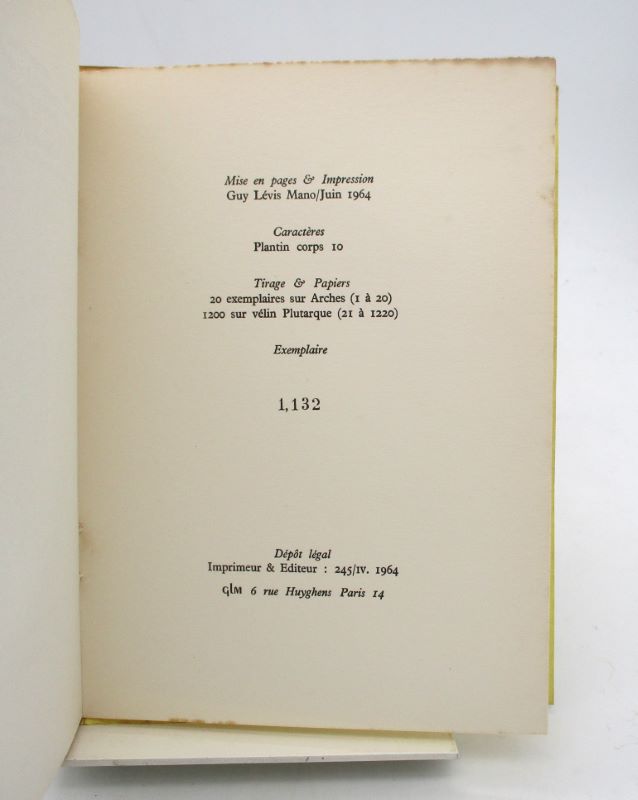 Mise en pages & Impression
Guy Lévis Mano/Juin 1964
Caractères
Plantin corps 10
Tirage & Papiers
20 exemplaires sur Arches (1 à 20)
1200 sur vélin Plutarque (21 à 1220)
Exemplaire
1,132
Dépôt légal
Imprimeur & Editeur : 245/IV. 1964
GLM 6 rue Huyghens Paris 14